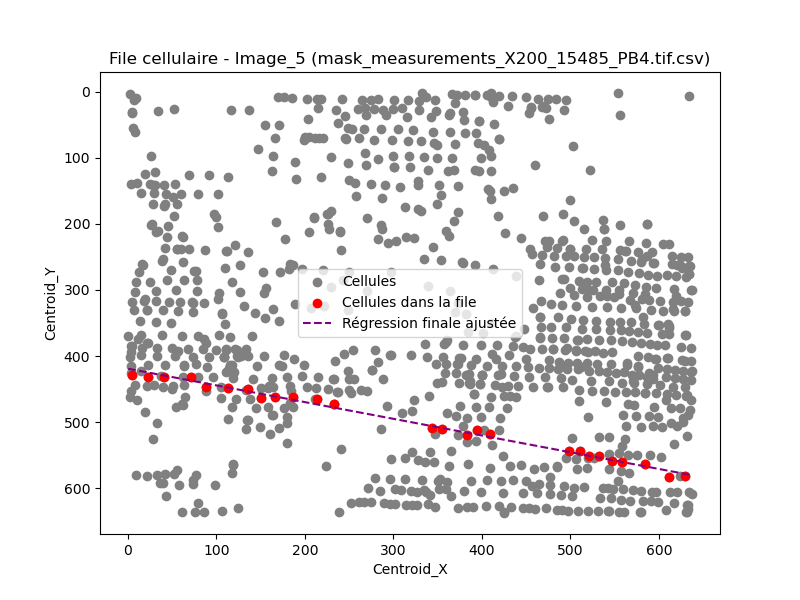 File cellulaire - Image_5 (mask_measurements_X200_15485_PB4.tif.csv)
0
100
200
300
400
500
600
Centroid_Y
Cellules
Cellules dans la file
Régression finale ajustée
0 100 200 300 400 500 600
Centroid_X